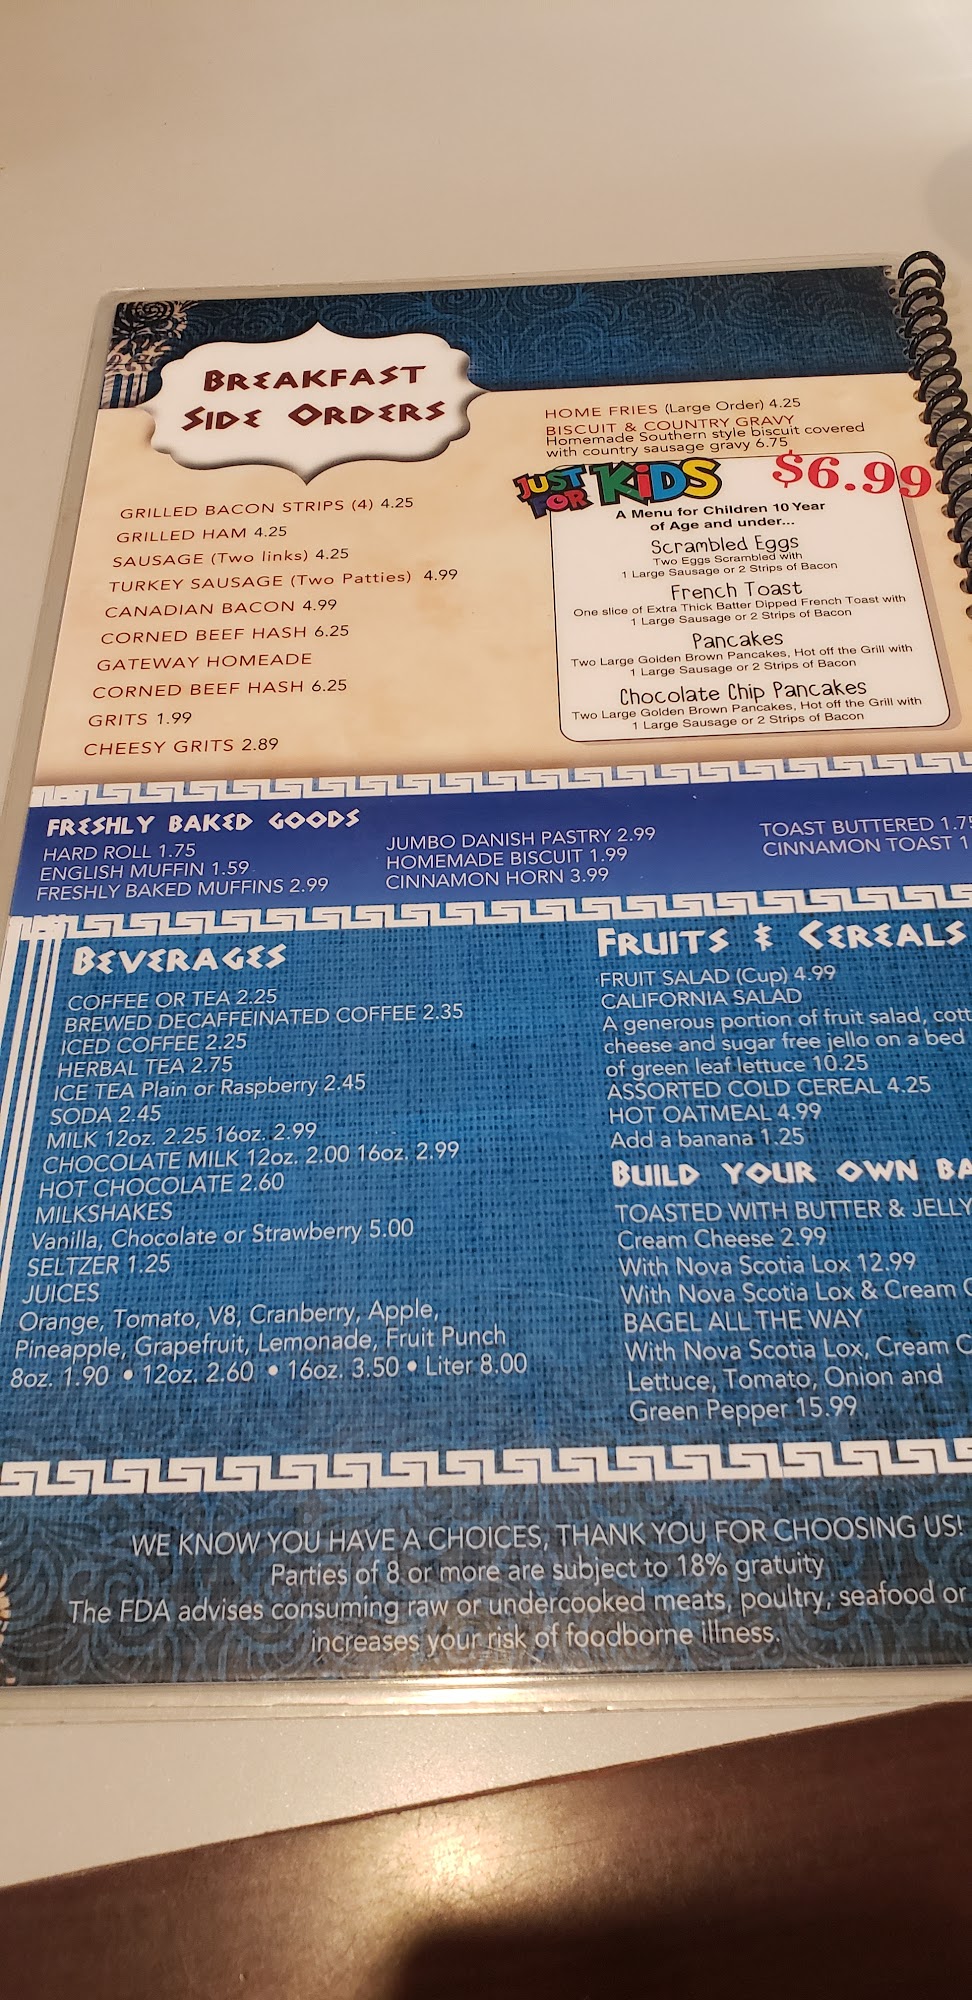 BREAKFAST
SIDE ORDERS
GRILLED BACON STRIPS (4) 4.25
GRILLED HAM 4.25
SAUSAGE (Two links) 4.25
TURKEY SAUSAGE (Two Patties) 4.99
CANADIAN BACON 4.99
CORNED BEEF HASH 6.25
GATEWAY HOMEADE
CORNED BEEF HASH 6.25
GRITS 1.99
CHEESY GRITS 2.89
HOME FRIES (Large Order) 4.25
BISCUIT & COUNTRY GRAVY
Homemade Southern style biscuit covered
with country sausage gravy 6.75
JUST FOR KIDS $6.99
A Menu for Children 10 Year
of Age and under...
Scrambled Eggs
Two Eggs Scrambled with
1 Large Sausage or 2 Strips of Bacon
French Toast
One slice of Extra Thick Batter Dipped French Toast with
1 Large Sausage or 2 Strips of Bacon
Pancakes
Two Large Golden Brown Pancakes, Hot off the Grill with
1 Large Sausage or 2 Strips of Bacon
Chocolate Chip Pancakes
Two Large Golden Brown Pancakes, Hot off the Grill with
1 Large Sausage or 2 Strips of Bacon
FRESHLY BAKED GOODS
HARD ROLL 1.75
ENGLISH MUFFIN 1.59
FRESHLY BAKED MUFFINS 2.99
JUMBO DANISH PASTRY 2.99
HOMEMADE BISCUIT 1.99
CINNAMON HORN 3.99
TOAST BUTTERED 1.75
CINNAMON TOAST 1
BEVERAGES
COFFEE OR TEA 2.25
BREWED DECAFFEINATED COFFEE 2.35
ICED COFFEE 2.25
HERBAL TEA 2.75
ICE TEA Plain or Raspberry 2.45
SODA 2.45
MILK 12oz. 2.25 16oz. 2.99
CHOCOLATE MILK 12oz. 2.00 16oz. 2.99
HOT CHOCOLATE 2.60
MILKSHAKES
Vanilla, Chocolate or Strawberry 5.00
SELTZER 1.25
JUICES
Orange, Tomato, V8, Cranberry, Apple,
Pineapple, Grapefruit, Lemonade, Fruit Punch
8oz. 1.90 • 12oz. 2.60 • 16oz. 3.50 • Liter 8.00
FRUITS & CEREALS
FRUIT SALAD (Cup) 4.99
CALIFORNIA SALAD
A generous portion of fruit salad, cott
cheese and sugar free jello on a bed
of green leaf lettuce 10.25
ASSORTED COLD CEREAL 4.25
HOT OATMEAL 4.99
Add a banana 1.25
BUILD YOUR OWN BA
TOASTED WITH BUTTER & JELLY
Cream Cheese 2.99
With Nova Scotia Lox 12.99
With Nova Scotia Lox & Cream C
BAGEL ALL THE WAY
With Nova Scotia Lox, Cream C
Lettuce, Tomato, Onion and
Green Pepper 15.99
WE KNOW YOU HAVE A CHOICES, THANK YOU FOR CHOOSING US!
Parties of 8 or more are subject to 18% gratuity
The FDA advises consuming raw or undercooked meats, poultry, seafood or
increases your risk of foodborne illness.